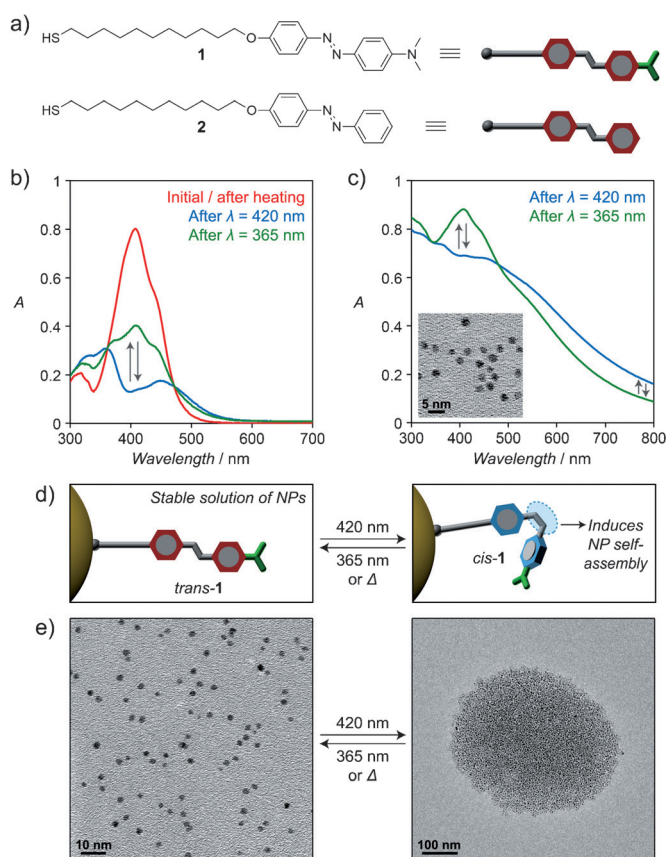 a)
HS
O
N
N
N
1
HS
O
N
N
2
b)
1
0.8
0.6
A
0.4
0.2
0
300 400 500 600 700
Wavelength / nm
Initial / after heating
After λ = 420 nm
After λ = 365 nm
c)
1
0.8
0.6
A
0.4
0.2
0
300 400 500 600 700 800
Wavelength / nm
After λ = 420 nm
After λ = 365 nm
5 nm
d)
Stable solution of NPs
trans-1
420 nm
365 nm
or Δ
cis-1
Induces
NP self-
assembly
e)
10 nm
420 nm
365 nm
or Δ
100 nm